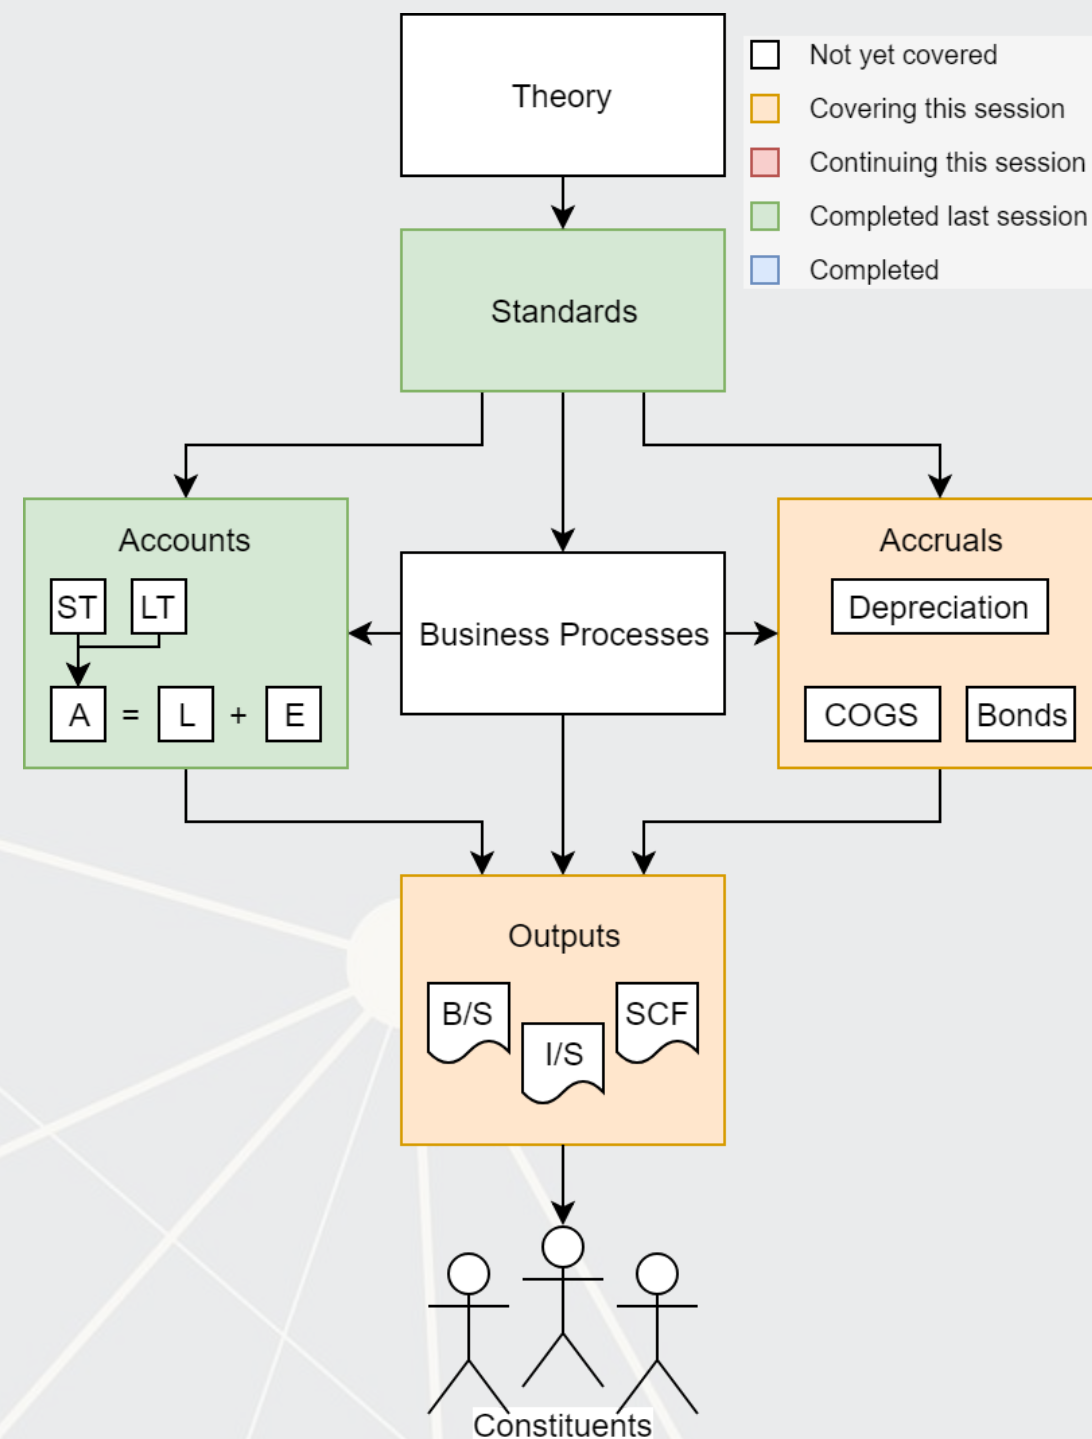 Theory
Not yet covered
Covering this session
Continuing this session
Completed last session
Completed
Standards
Accounts
ST LT
A = L + E
Business Processes
Accruals
Depreciation
COGS Bonds
Outputs
B/S
I/S
SCF
Constituents